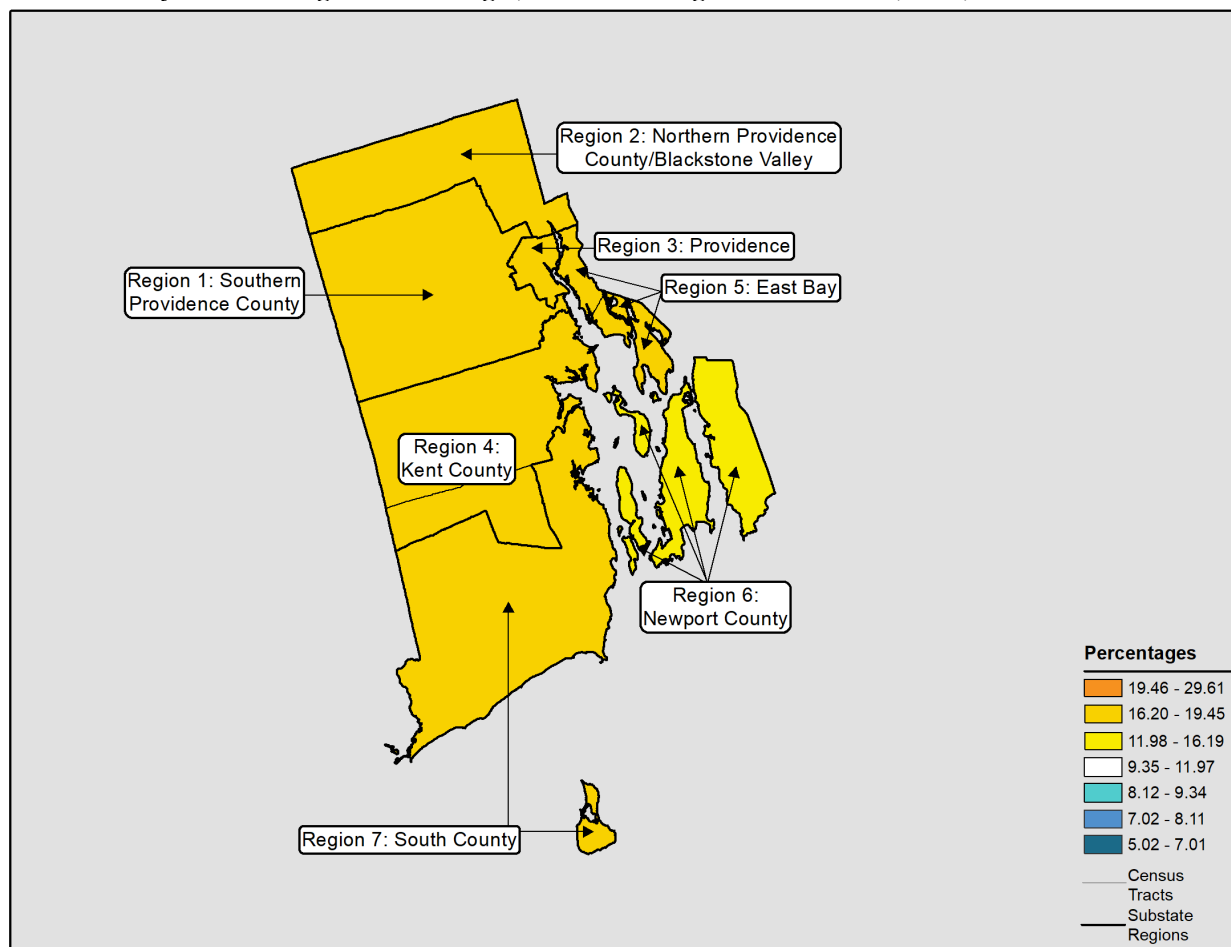 Region 2: Northern Providence
County/Blackstone Valley
Region 3: Providence
Region 1: Southern
Providence County
Region 5: East Bay
Region 4:
Kent County
Region 6:
Newport County
Region 7: South County
Percentages
19.46 - 29.61
16.20 - 19.45
11.98 - 16.19
9.35 - 11.97
8.12 - 9.34
7.02 - 8.11
5.02 - 7.01
Census
Tracts
Substate
Regions